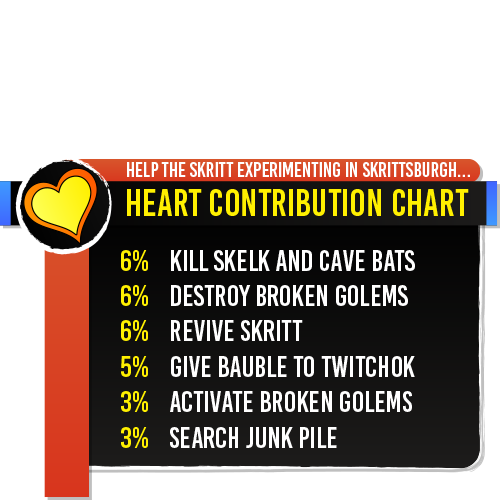 HELP THE SKRITT EXPERIMENTING IN SKRITTSBURGH...
HEART CONTRIBUTION CHART
6% KILL SKELK AND CAVE BATS
6% DESTROY BROKEN GOLEMS
6% REVIVE SKRITT
5% GIVE BAUBLE TO TWITCHOK
3% ACTIVATE BROKEN GOLEMS
3% SEARCH JUNK PILE